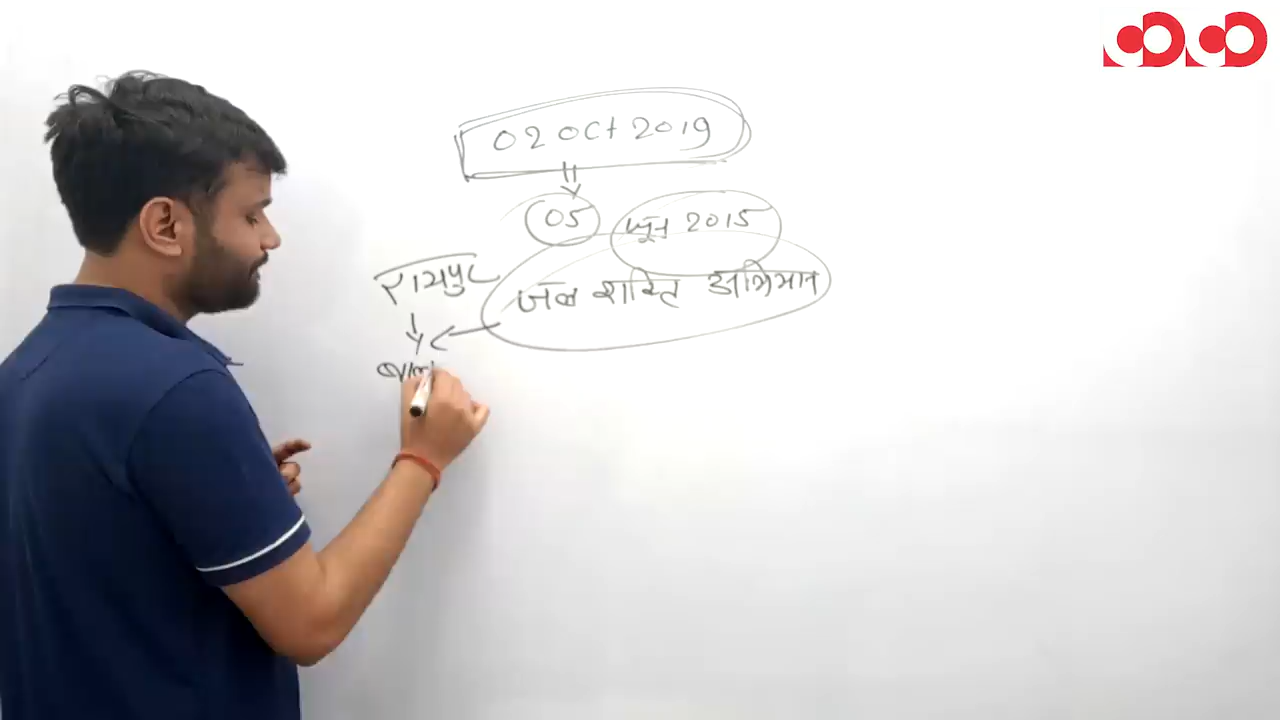 02 Oct 2019
05 जून 2015
रायपुर
जल शक्ति अभियान